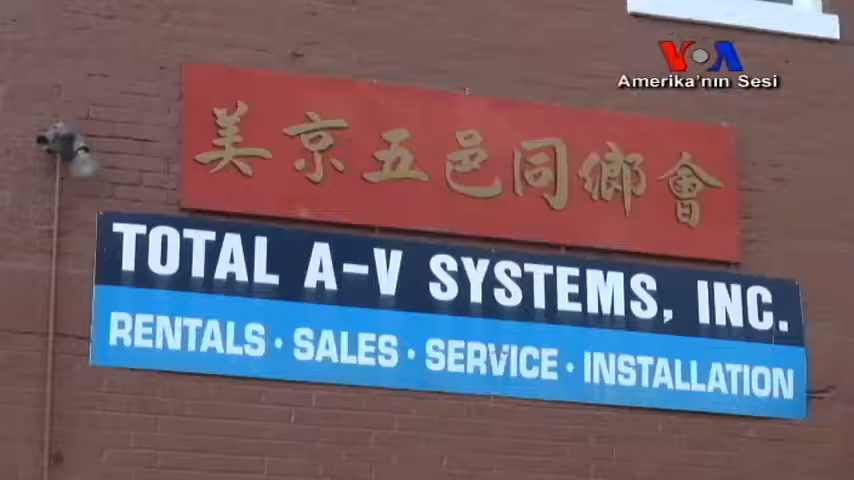 VOA
Amerika'nın Sesi
美京五邑同鄉會
TOTAL A-V SYSTEMS, INC.
RENTALS · SALES · SERVICE · INSTALLATION